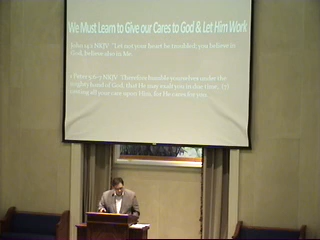 We Must Learn to Give our Cares to God & Let Him Work
John 14:1 NKJV "Let not your heart be troubled; you believe in
God, believe also in Me.
1 Peter 5:6-7 NKJV Therefore humble yourselves under the
mighty hand of God, that He may exalt you in due time, (7)
casting all your care upon Him, for He cares for you.